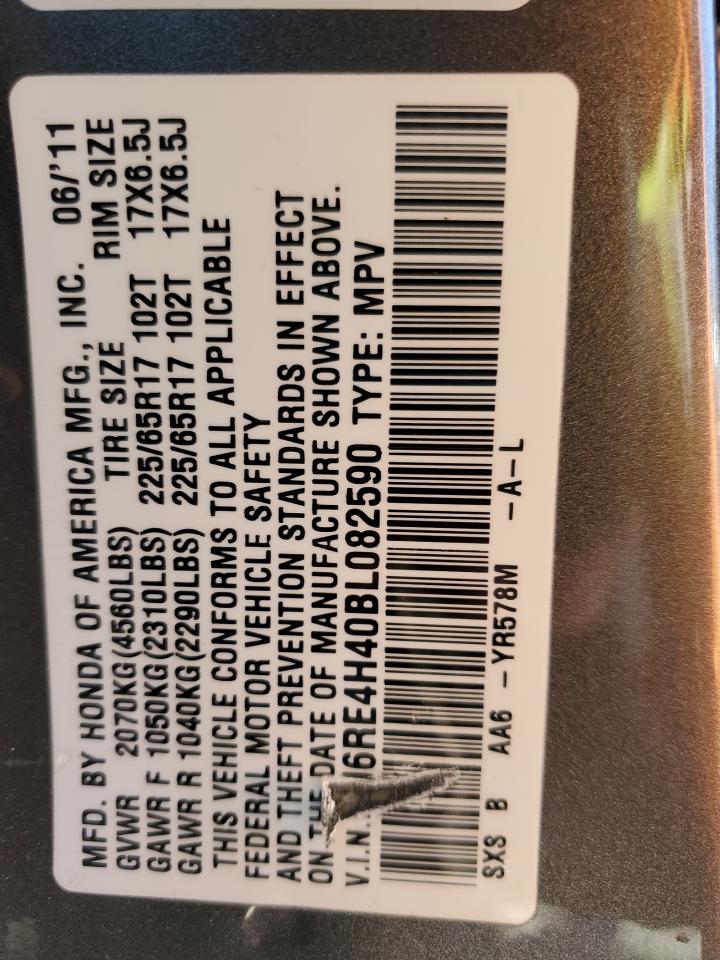 MFD. BY HONDA OF AMERICA MFG., INC. 06/'11
GVWR 2070KG(4560LBS) TIRE SIZE RIM SIZE
GAWR F 1050KG(2310LBS) 225/65R17 102T 17X6.5J
GAWR R 1040KG(2290LBS) 225/65R17 102T 17X6.5J
THIS VEHICLE CONFORMS TO ALL APPLICABLE
FEDERAL MOTOR VEHICLE SAFETY
AND THEFT PREVENTION STANDARDS IN EFFECT
ON THE DATE OF MANUFACTURE SHOWN ABOVE.
V.I.N. 6RE4H40BL082590 TYPE: MPV
SXS B AA6 -YR578M -A-L